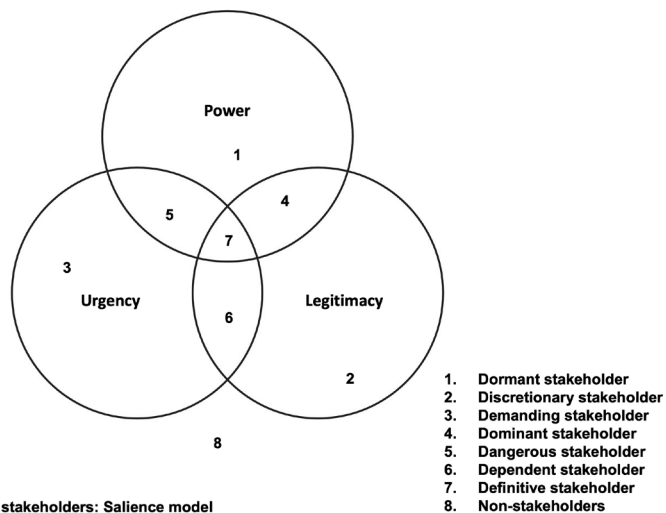 Power
1
5
4
7
3
Urgency
Legitimacy
6
2
8
1. Dormant stakeholder
2. Discretionary stakeholder
3. Demanding stakeholder
4. Dominant stakeholder
5. Dangerous stakeholder
6. Dependent stakeholder
7. Definitive stakeholder
8. Non-stakeholders
stakeholders: Salience model